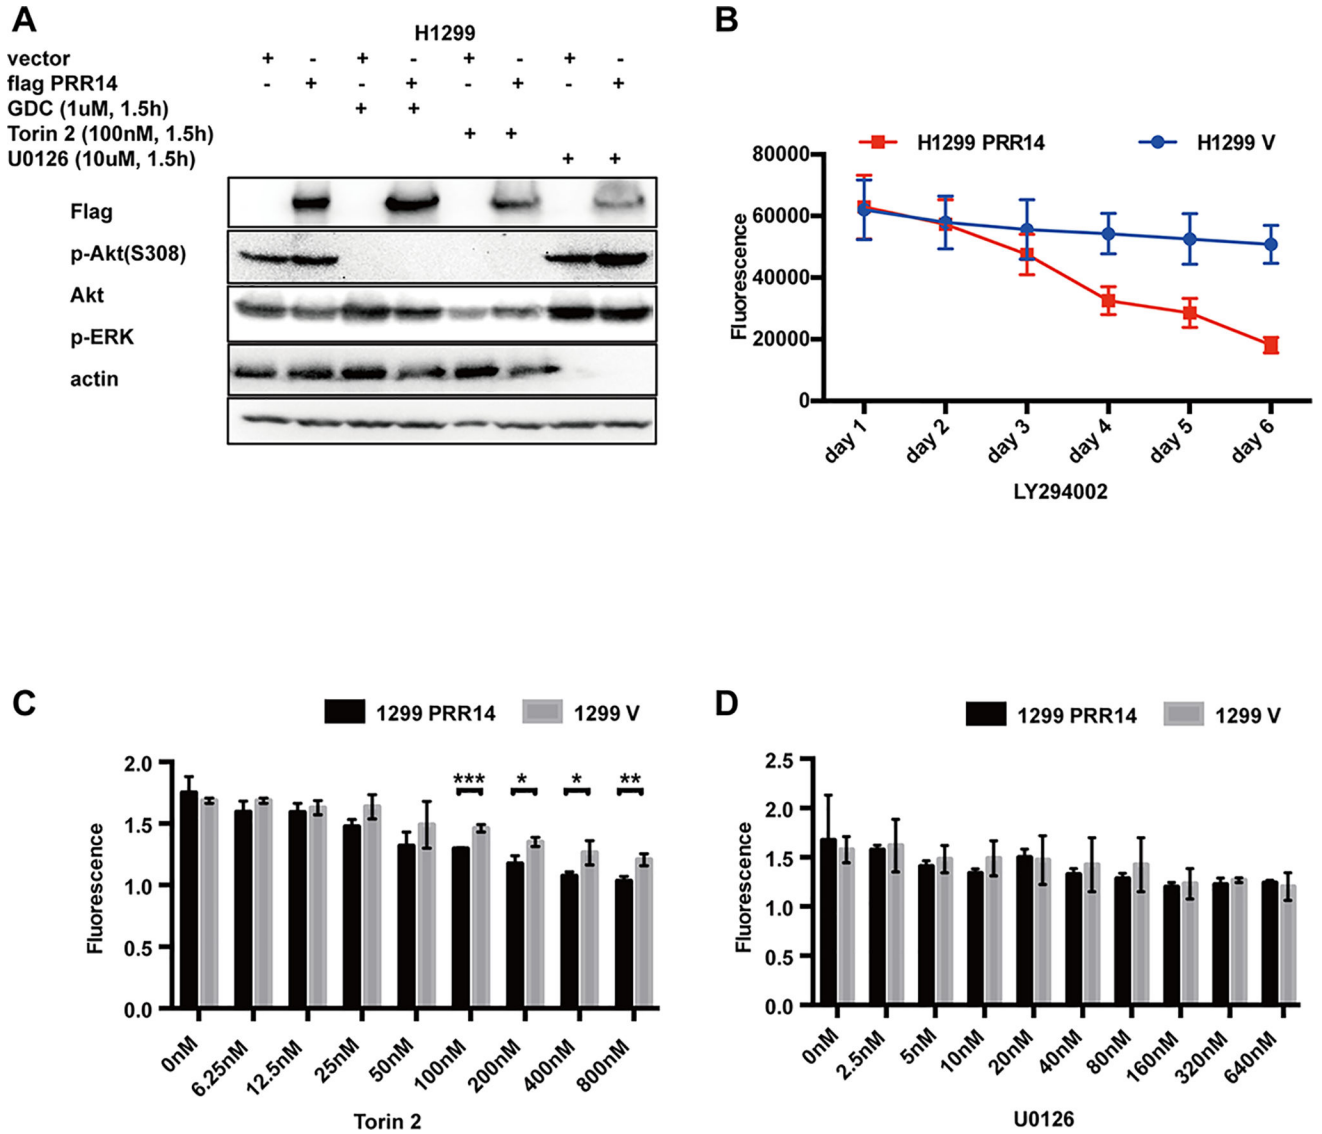 A
H1299
vector + - + - + - + -
flag PRR14 - + - + - + - +
GDC (1uM, 1.5h) + +
Torin 2 (100nM, 1.5h) + +
U0126 (10uM, 1.5h) + +
Flag
p-Akt(S308)
Akt
p-ERK
actin
B
H1299 PRR14 H1299 V
80000
60000
40000
20000
0
Fluorescence
day 1 day 2 day 3 day 4 day 5 day 6
LY294002
C
1299 PRR14 1299 V
2.0
1.5
1.0
0.5
0.0
Fluorescence
*** * * **
0nM 6.25nM 12.5nM 25nM 50nM 100nM 200nM 400nM 800nM
Torin 2
D
1299 PRR14 1299 V
2.5
2.0
1.5
1.0
0.5
0.0
Fluorescence
0nM 2.5nM 5nM 10nM 20nM 40nM 80nM 160nM 320nM 640nM
U0126